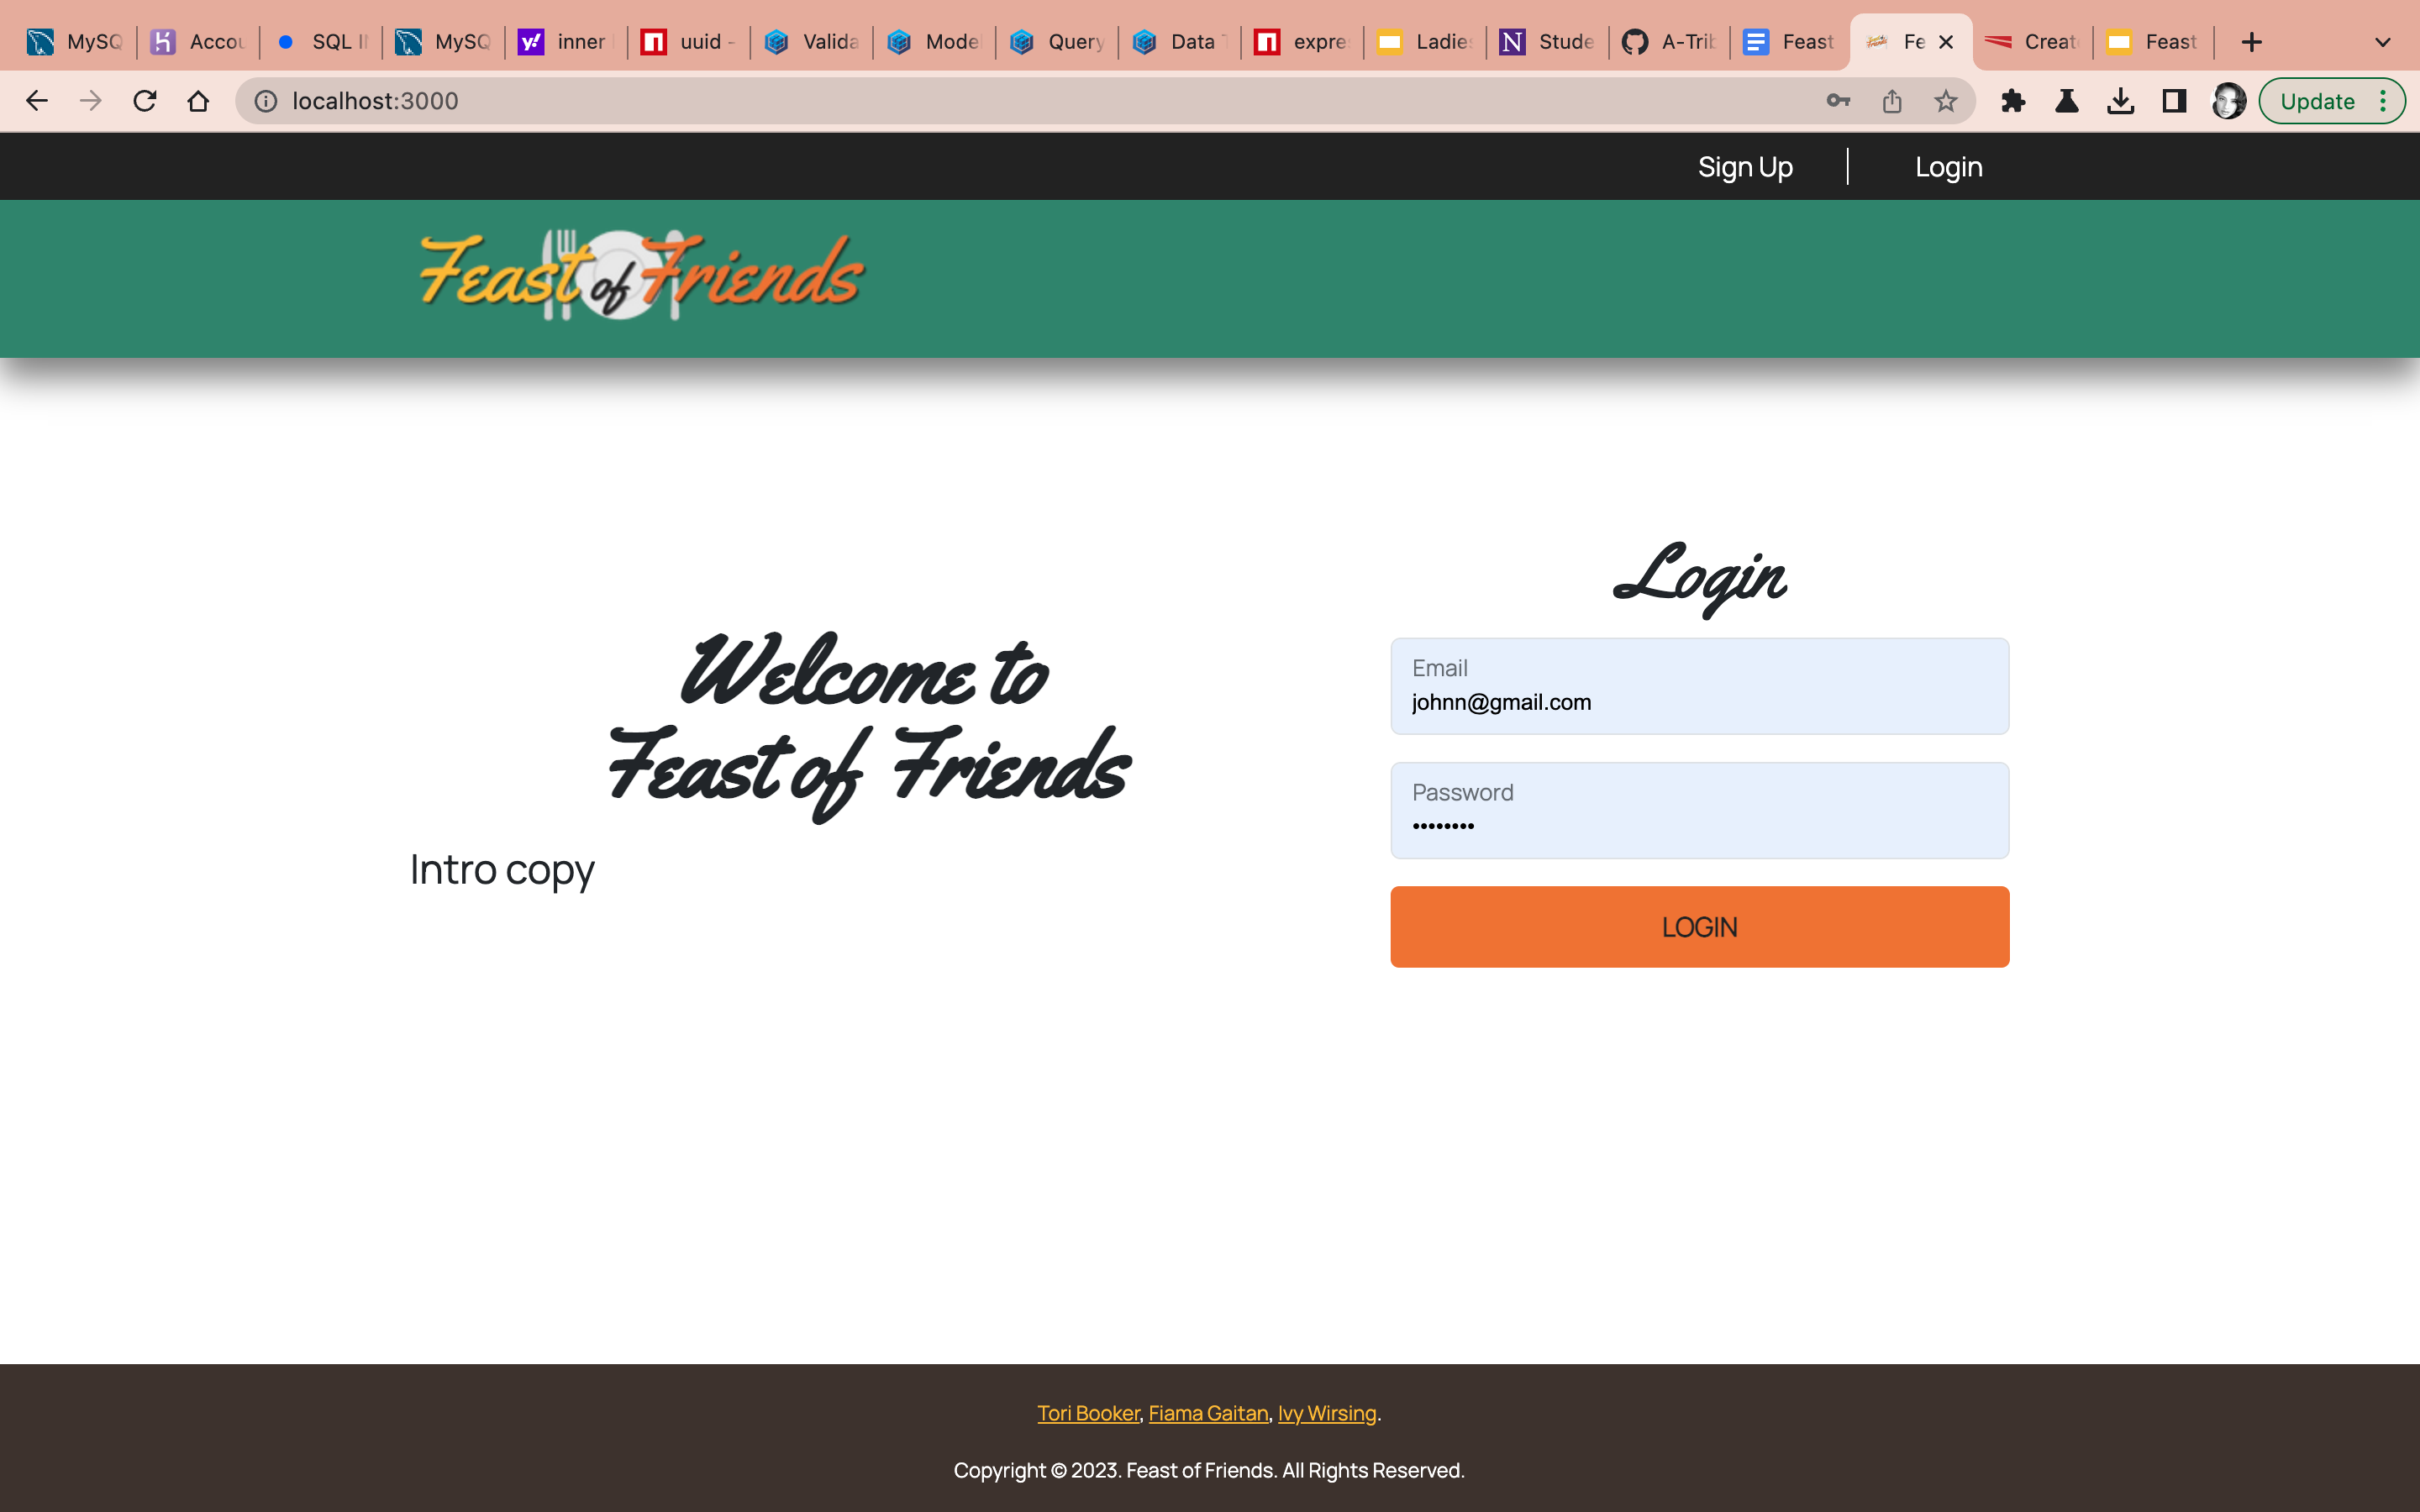 MySQ Accou SQL I MySQ inner uuid - Valida Mode Query Data T expre Ladie Stude A-Trib Feast Fe Creat Feast
localhost:3000 Update
Sign Up Login
Feast of Friends
Login
Welcome to
Feast of Friends
Email
johnn@gmail.com
Password
••••••••
Intro copy
LOGIN
Tori Booker, Fiama Gaitan, Ivy Wirsing.
Copyright © 2023. Feast of Friends. All Rights Reserved.